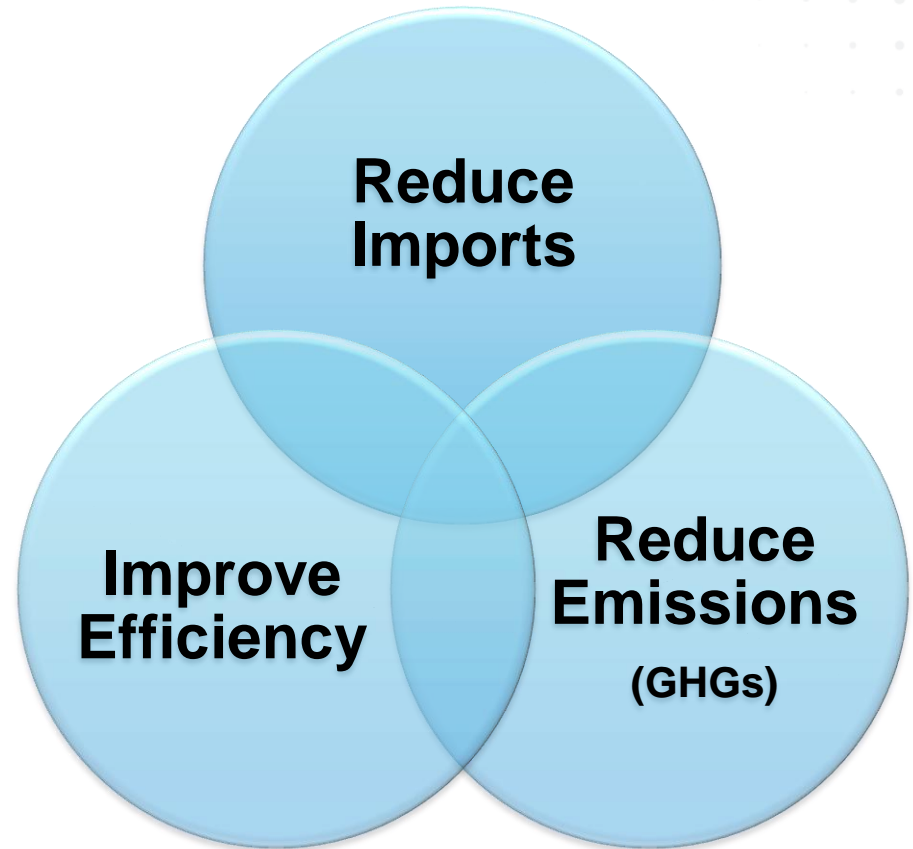 Reduce
Imports
Improve
Efficiency
Reduce
Emissions
(GHGs)